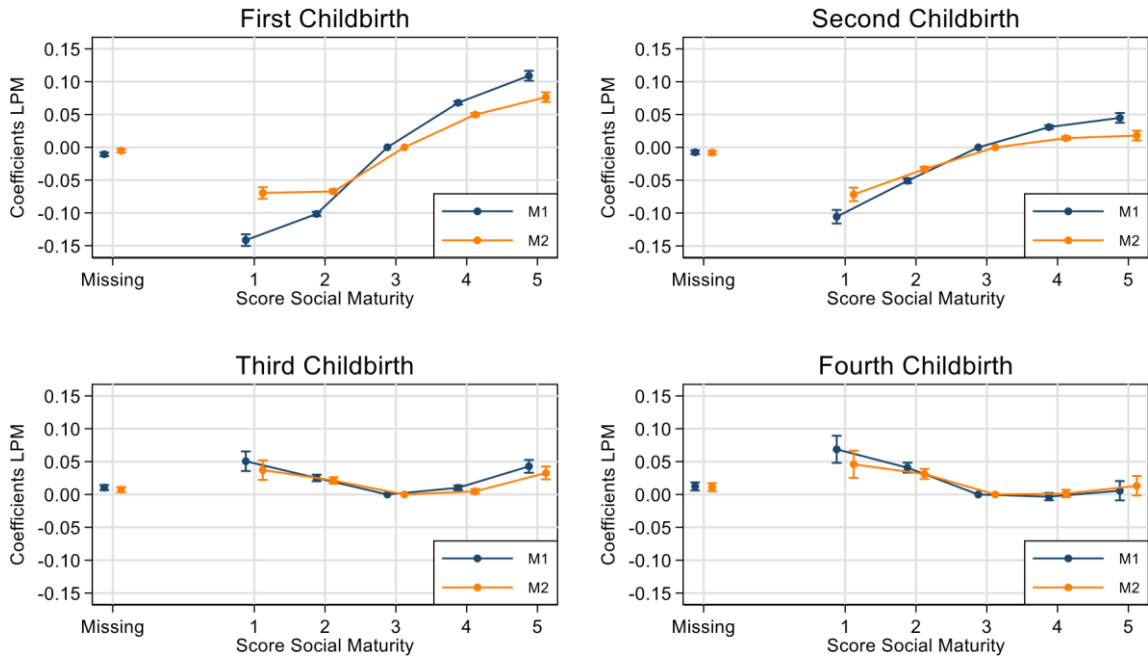 First Childbirth
Coefficients LPM
0.15
0.10
0.05
0.00
-0.05
-0.10
-0.15
M1
M2
Missing 1 2 3 4 5
Score Social Maturity
Second Childbirth
Coefficients LPM
0.15
0.10
0.05
0.00
-0.05
-0.10
-0.15
M1
M2
Missing 1 2 3 4 5
Score Social Maturity
Third Childbirth
Coefficients LPM
0.15
0.10
0.05
0.00
-0.05
-0.10
-0.15
M1
M2
Missing 1 2 3 4 5
Score Social Maturity
Fourth Childbirth
Coefficients LPM
0.15
0.10
0.05
0.00
-0.05
-0.10
-0.15
M1
M2
Missing 1 2 3 4 5
Score Social Maturity